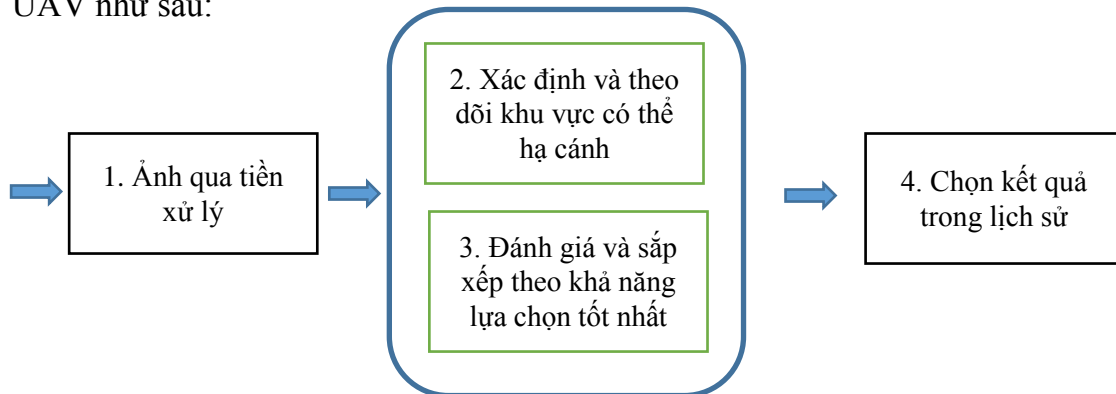 UAV như sau:
1. Ảnh qua tiền
xử lý
2. Xác định và theo
dõi khu vực có thể
hạ cánh
3. Đánh giá và sắp
xếp theo khả năng
lựa chọn tốt nhất
4. Chọn kết quả
trong lịch sử